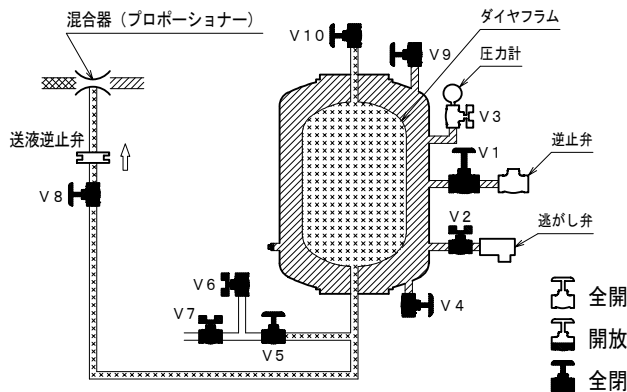 混合器（プロポーショナー）
ダイヤフラム
V10
V9
圧力計
V3
送液逆止弁
V1
逆止弁
V8
V2
逃がし弁
V6
V7
V4
V5
全開
開放
全閉